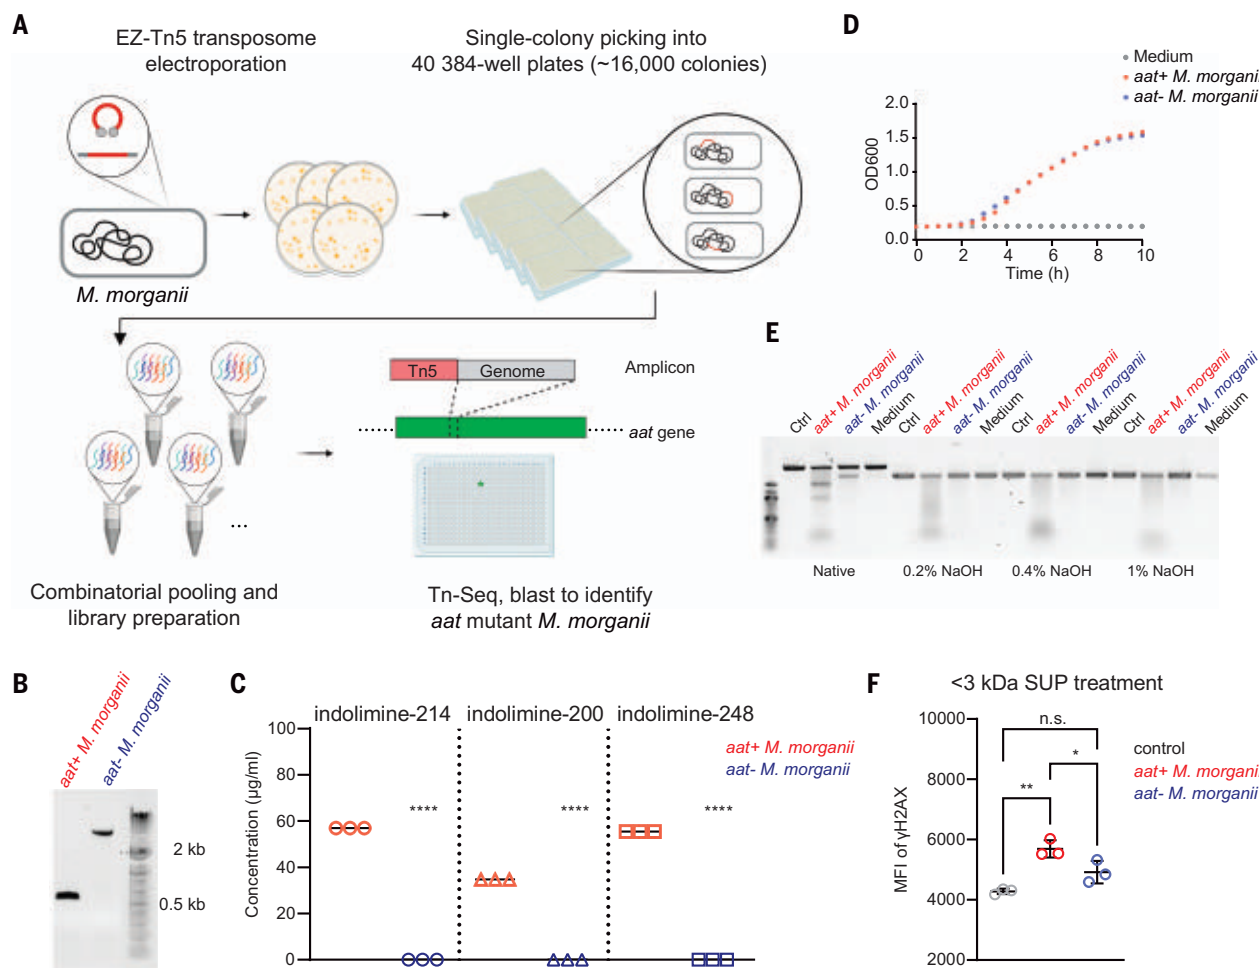 A
EZ-Tn5 transposome
electroporation
Single-colony picking into
40 384-well plates (~16,000 colonies)
M. morganii
Tn5
Genome
Amplicon
aat gene
...
Combinatorial pooling and
library preparation
Tn-Seq, blast to identify
aat mutant M. morganii
D
Medium
aat+ M. morganii
aat- M. morganii
OD600
2.0
1.5
1.0
0.5
0.0
0 2 4 6 8 10
Time (h)
E
Ctrl
aat+ M. morganii
aat- M. morganii
Medium
Ctrl
aat+ M. morganii
aat- M. morganii
Medium
Ctrl
aat+ M. morganii
aat- M. morganii
Medium
Ctrl
aat+ M. morganii
aat- M. morganii
Medium
Native 0.2% NaOH 0.4% NaOH 1% NaOH
B
aat+ M. morganii
aat- M. morganii
2 kb
0.5 kb
C
indolimine-214 indolimine-200 indolimine-248
Concentration (µg/ml)
100
80
60
40
20
0
**** **** ****
aat+ M. morganii
aat- M. morganii
F
<3 kDa SUP treatment
MFI of γH2AX
10000
8000
6000
4000
2000
n.s.
*
**
control
aat+ M. morganii
aat- M. morganii